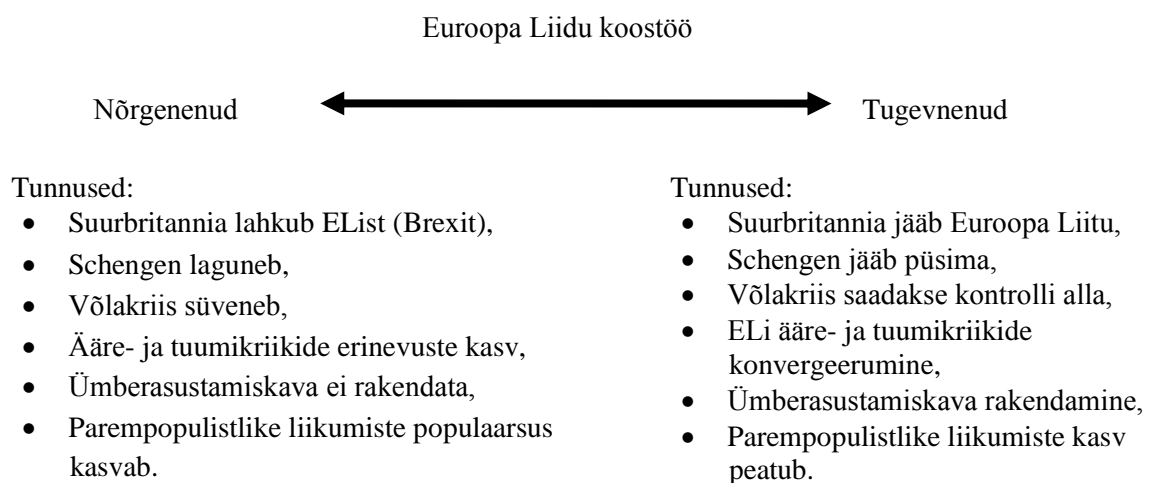 Euroopa Liidu koostöö
Nõrgenenud
Tugevnenud
Tunnused:
• Suurbritannia lahkub EList (Brexit),
• Schengen laguneb,
• Võlakriis süveneb,
• Ääre- ja tuumikriikide erinevuste kasv,
• Ümberasustamiskava ei rakendata,
• Parempopulistlike liikumiste populaarsus
kasvab.
Tunnused:
• Suurbritannia jääb Euroopa Liitu,
• Schengen jääb püsima,
• Võlakriis saadakse kontrolli alla,
• ELi ääre- ja tuumikriikide
konvergeerumine,
• Ümberasustamiskava rakendamine,
• Parempopulistlike liikumiste kasv
peatub.